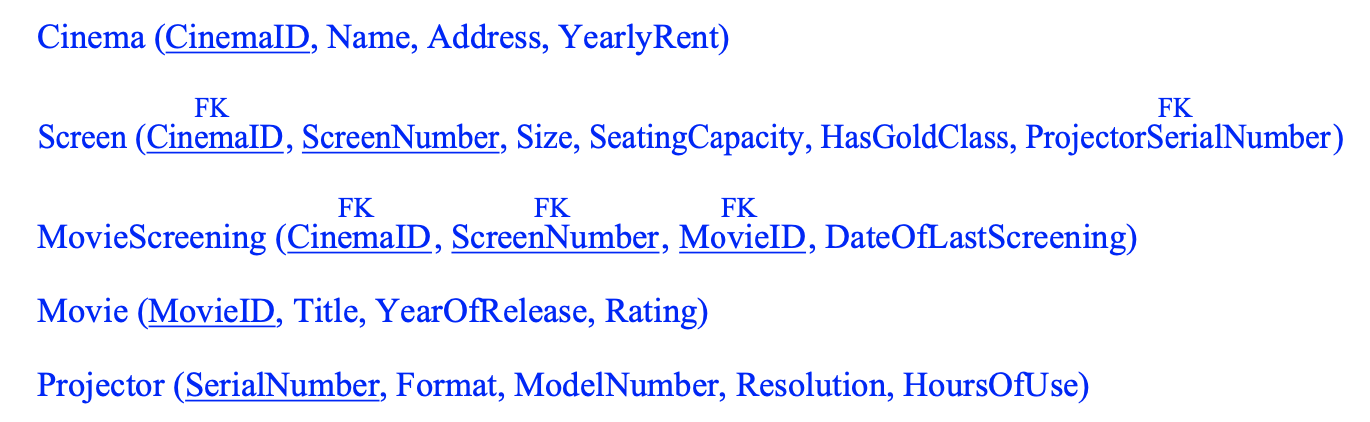 Cinema (CinemaID, Name, Address, YearlyRent)
FK FK
Screen (CinemaID, ScreenNumber, Size, SeatingCapacity, HasGoldClass, ProjectorSerialNumber)
FK FK FK
MovieScreening (CinemaID, ScreenNumber, MovieID, DateOfLastScreening)
Movie (MovieID, Title, YearOfRelease, Rating)
Projector (SerialNumber, Format, ModelNumber, Resolution, HoursOfUse)